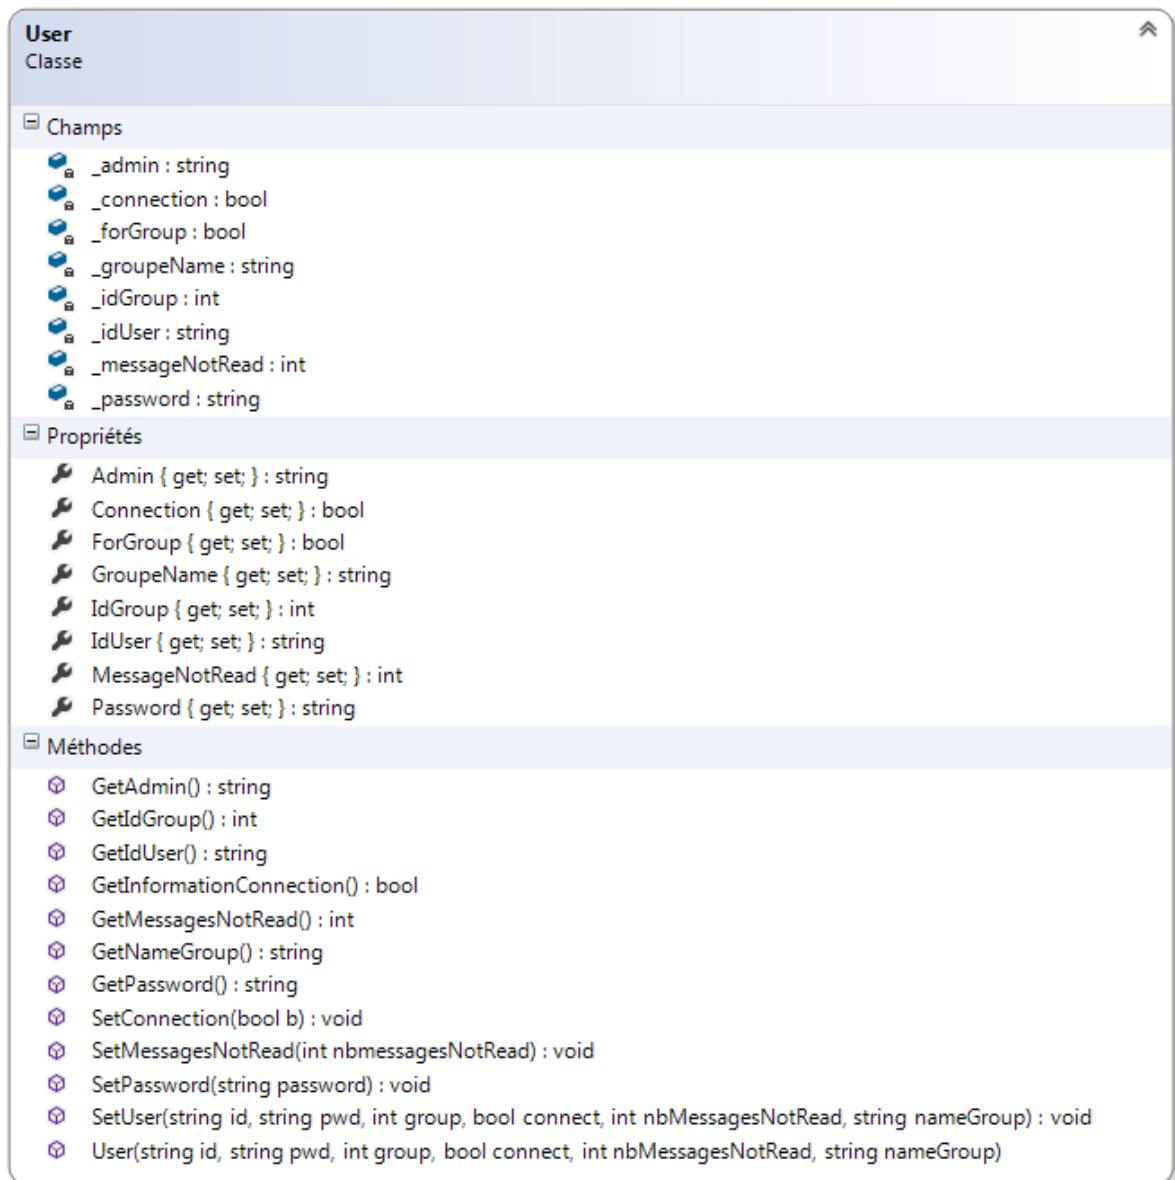 User
Classe
Champs
_admin : string
_connection : bool
_forGroup : bool
_groupeName : string
_idGroup : int
_idUser : string
_messageNotRead : int
_password : string
Propriétés
Admin { get; set; } : string
Connection { get; set; } : bool
ForGroup { get; set; } : bool
GroupeName { get; set; } : string
IdGroup { get; set; } : int
IdUser { get; set; } : string
MessageNotRead { get; set; } : int
Password { get; set; } : string
Méthodes
GetAdmin() : string
GetIdGroup() : int
GetIdUser() : string
GetInformationConnection() : bool
GetMessagesNotRead() : int
GetNameGroup() : string
GetPassword() : string
SetConnection(bool b) : void
SetMessagesNotRead(int nbmessagesNotRead) : void
SetPassword(string password) : void
SetUser(string id, string pwd, int group, bool connect, int nbMessagesNotRead, string nameGroup) : void
User(string id, string pwd, int group, bool connect, int nbMessagesNotRead, string nameGroup)